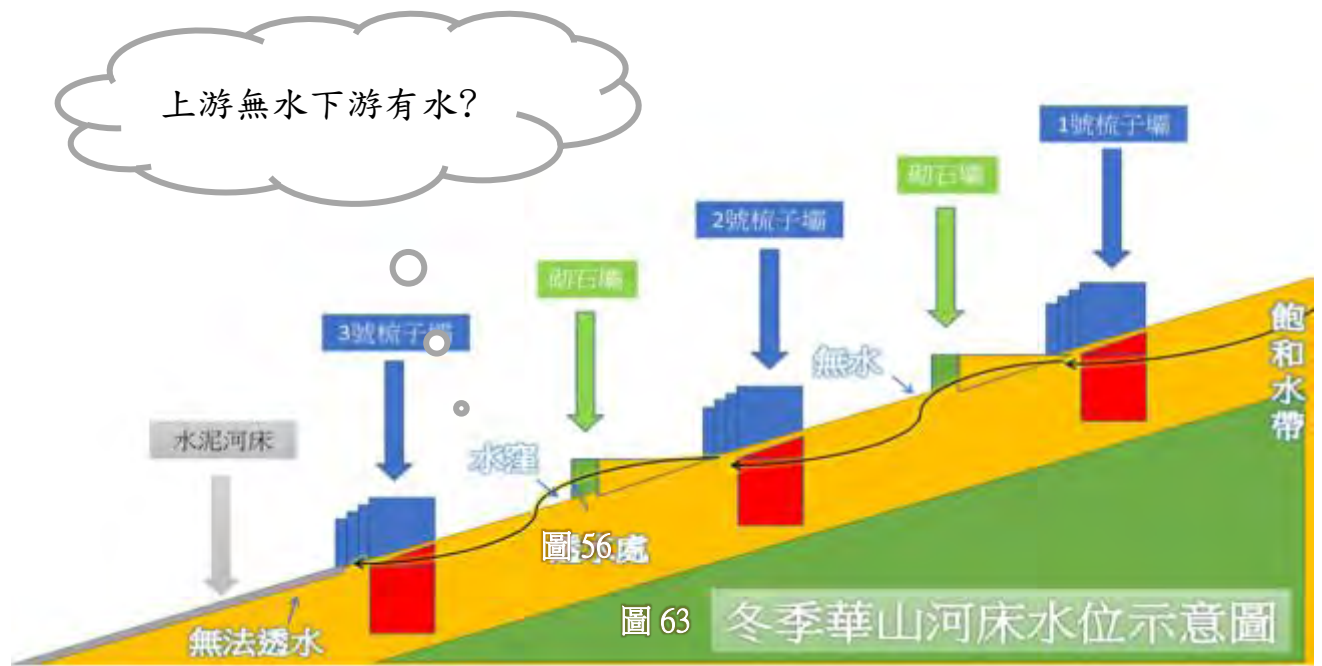 上游無水下游有水?
1號梳子壩
砌石壩
2號梳子壩
砌石壩
3號梳子壩
無水
飽和水帶
水泥河床
水窪
圖56
水處
無法透水
圖 63
冬季華山河床水位示意圖